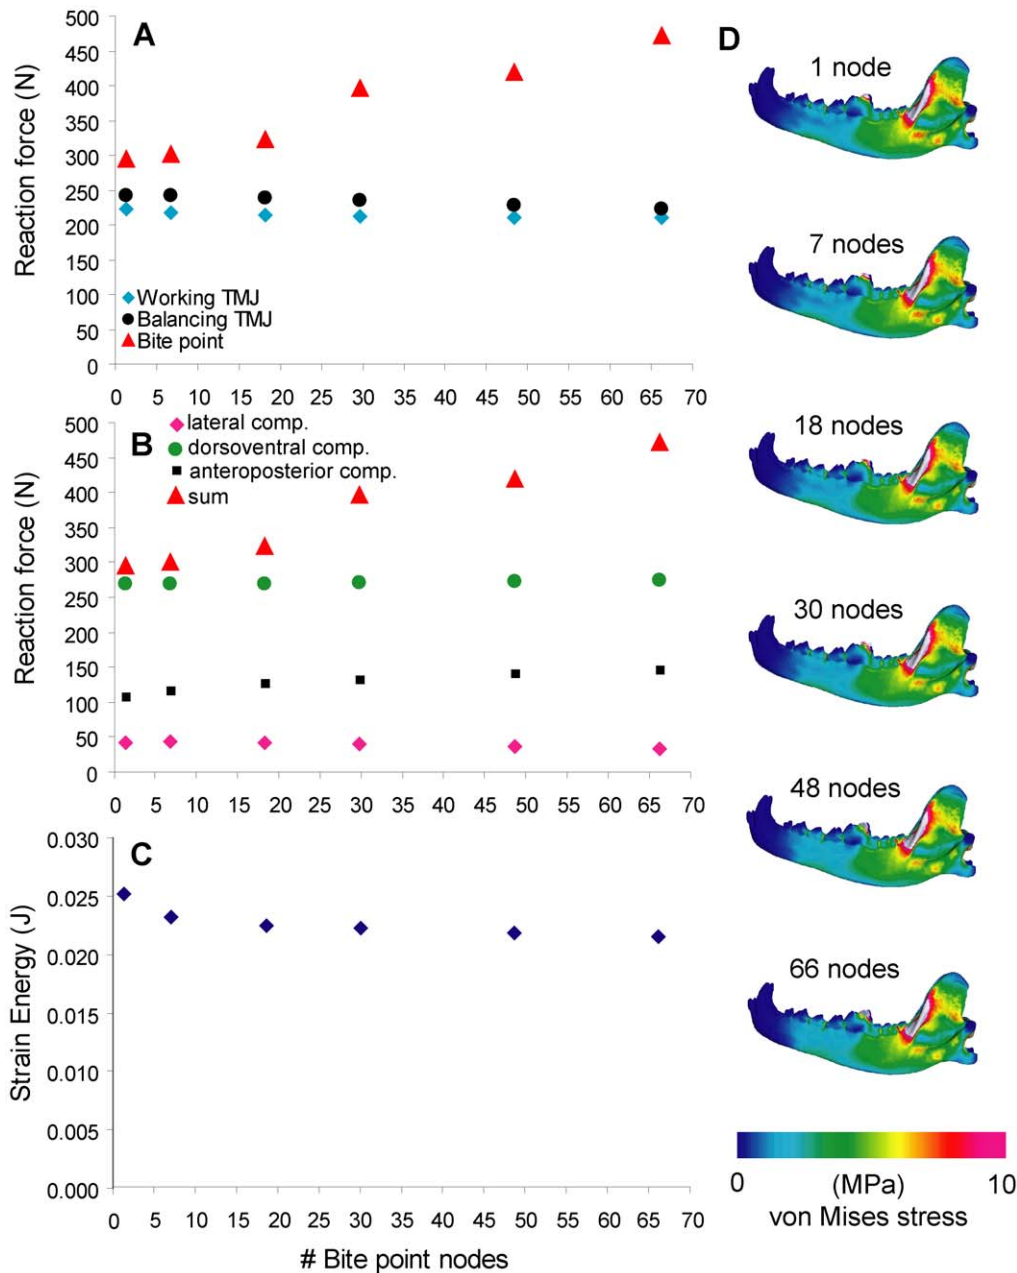 A
Reaction force (N)
500
450
400
350
300
250
200
150
100
50
0
Working TMJ
Balancing TMJ
Bite point
0 5 10 15 20 25 30 35 40 45 50 55 60 65 70
B
Reaction force (N)
500
450
400
350
300
250
200
150
100
50
0
lateral comp.
dorsoventral comp.
anteroposterior comp.
sum
0 5 10 15 20 25 30 35 40 45 50 55 60 65 70
C
Strain Energy (J)
0.030
0.025
0.020
0.015
0.010
0.005
0.000
0 5 10 15 20 25 30 35 40 45 50 55 60 65 70
# Bite point nodes
D
1 node
7 nodes
18 nodes
30 nodes
48 nodes
66 nodes
0 (MPa) 10
von Mises stress